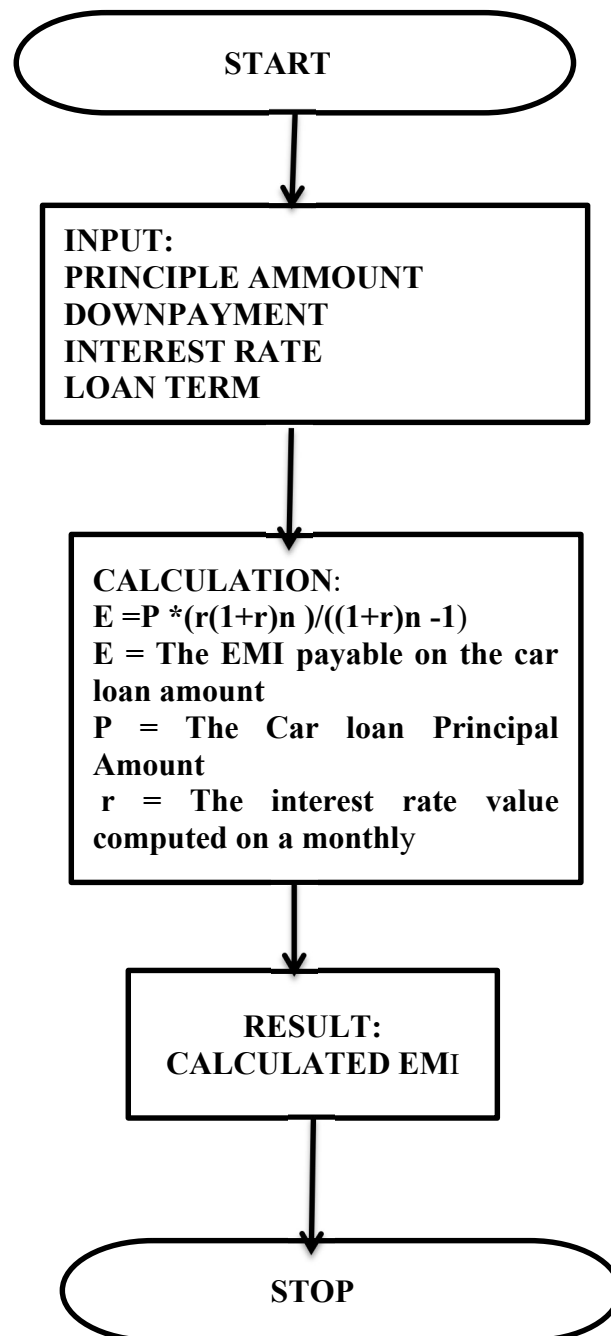 START
INPUT:
PRINCIPLE AMMOUNT
DOWNPAYMENT
INTEREST RATE
LOAN TERM
CALCULATION:
E =P *(r(1+r)n )/((1+r)n -1)
E = The EMI payable on the car
loan amount
P = The Car loan Principal
Amount
r = The interest rate value
computed on a monthly
RESULT:
CALCULATED EMI
STOP